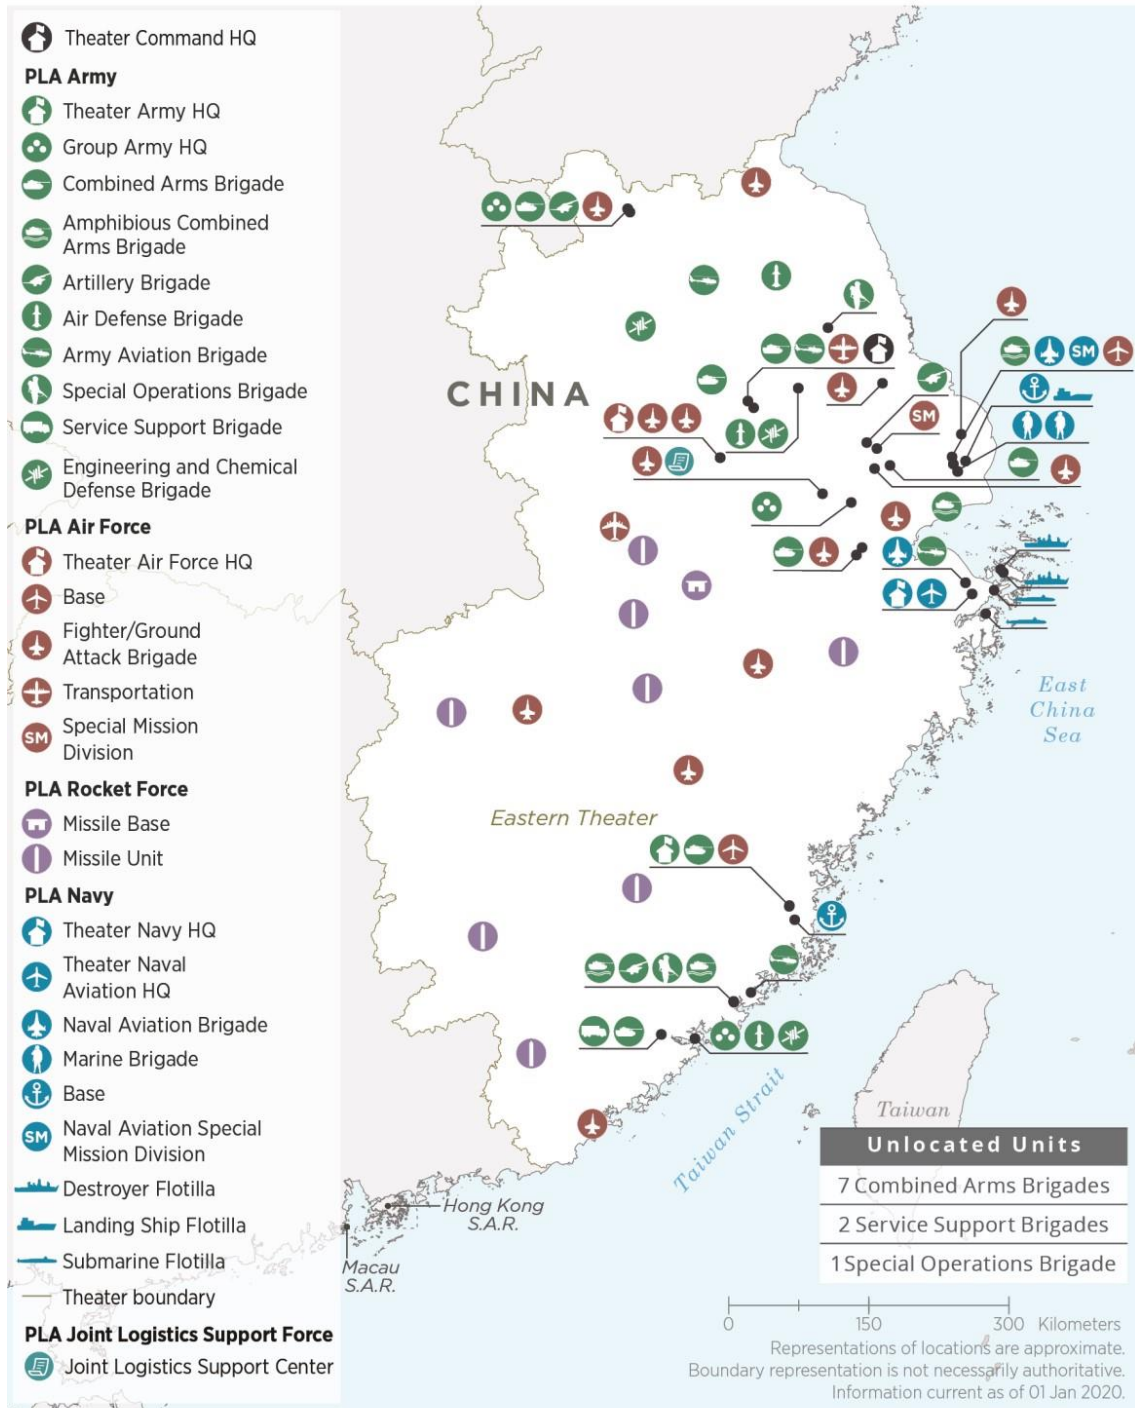 Theater Command HQ
PLA Army
Theater Army HQ
Group Army HQ
Combined Arms Brigade
Amphibious Combined
Arms Brigade
Artillery Brigade
Air Defense Brigade
Army Aviation Brigade
Special Operations Brigade
Service Support Brigade
Engineering and Chemical
Defense Brigade
PLA Air Force
Theater Air Force HQ
Base
Fighter/Ground
Attack Brigade
Transportation
SM
Special Mission
Division
PLA Rocket Force
Missile Base
Missile Unit
PLA Navy
Theater Navy HQ
Theater Naval
Aviation HQ
Naval Aviation Brigade
Marine Brigade
Base
SM
Naval Aviation Special
Mission Division
Destroyer Flotilla
Landing Ship Flotilla
Submarine Flotilla
Theater boundary
PLA Joint Logistics Support Force
Joint Logistics Support Center
CHINA
SM
SM
East
China
Sea
Eastern Theater
Taiwan Strait
Taiwan
Hong Kong
S.A.R.
Macau
S.A.R.
Unlocated Units
7 Combined Arms Brigades
2 Service Support Brigades
1 Special Operations Brigade
0 150 300 Kilometers
Representations of locations are approximate.
Boundary representation is not necessarily authoritative.
Information current as of 01 Jan 2020.